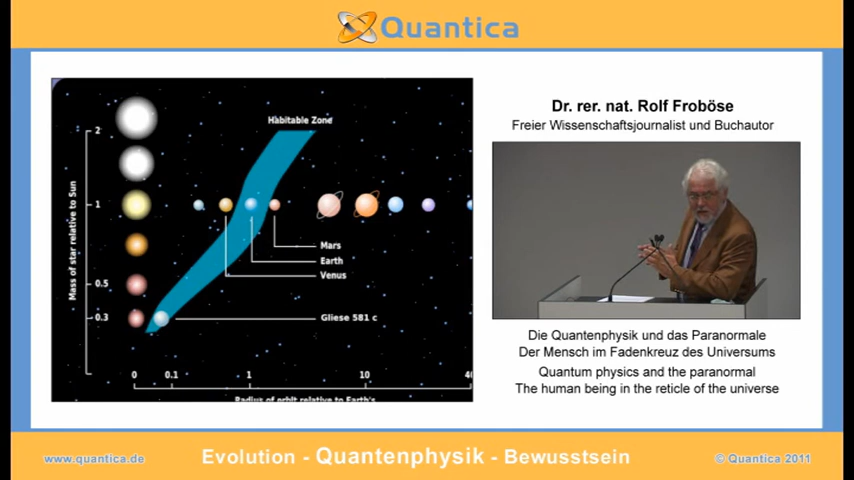 Quantica
Habitable Zone
2
1
0.5
0.3
Mass of star relative to Sun
Mars
Earth
Venus
Gliese 581 c
0 0.1 1 10 40
Radius of orbit relative to Earth's
Dr. rer. nat. Rolf Froböse
Freier Wissenschaftsjournalist und Buchautor
Die Quantenphysik und das Paranormale
Der Mensch im Fadenkreuz des Universums
Quantum physics and the paranormal
The human being in the reticle of the universe
www.quantica.de
Evolution - Quantenphysik - Bewusstsein
© Quantica 2011